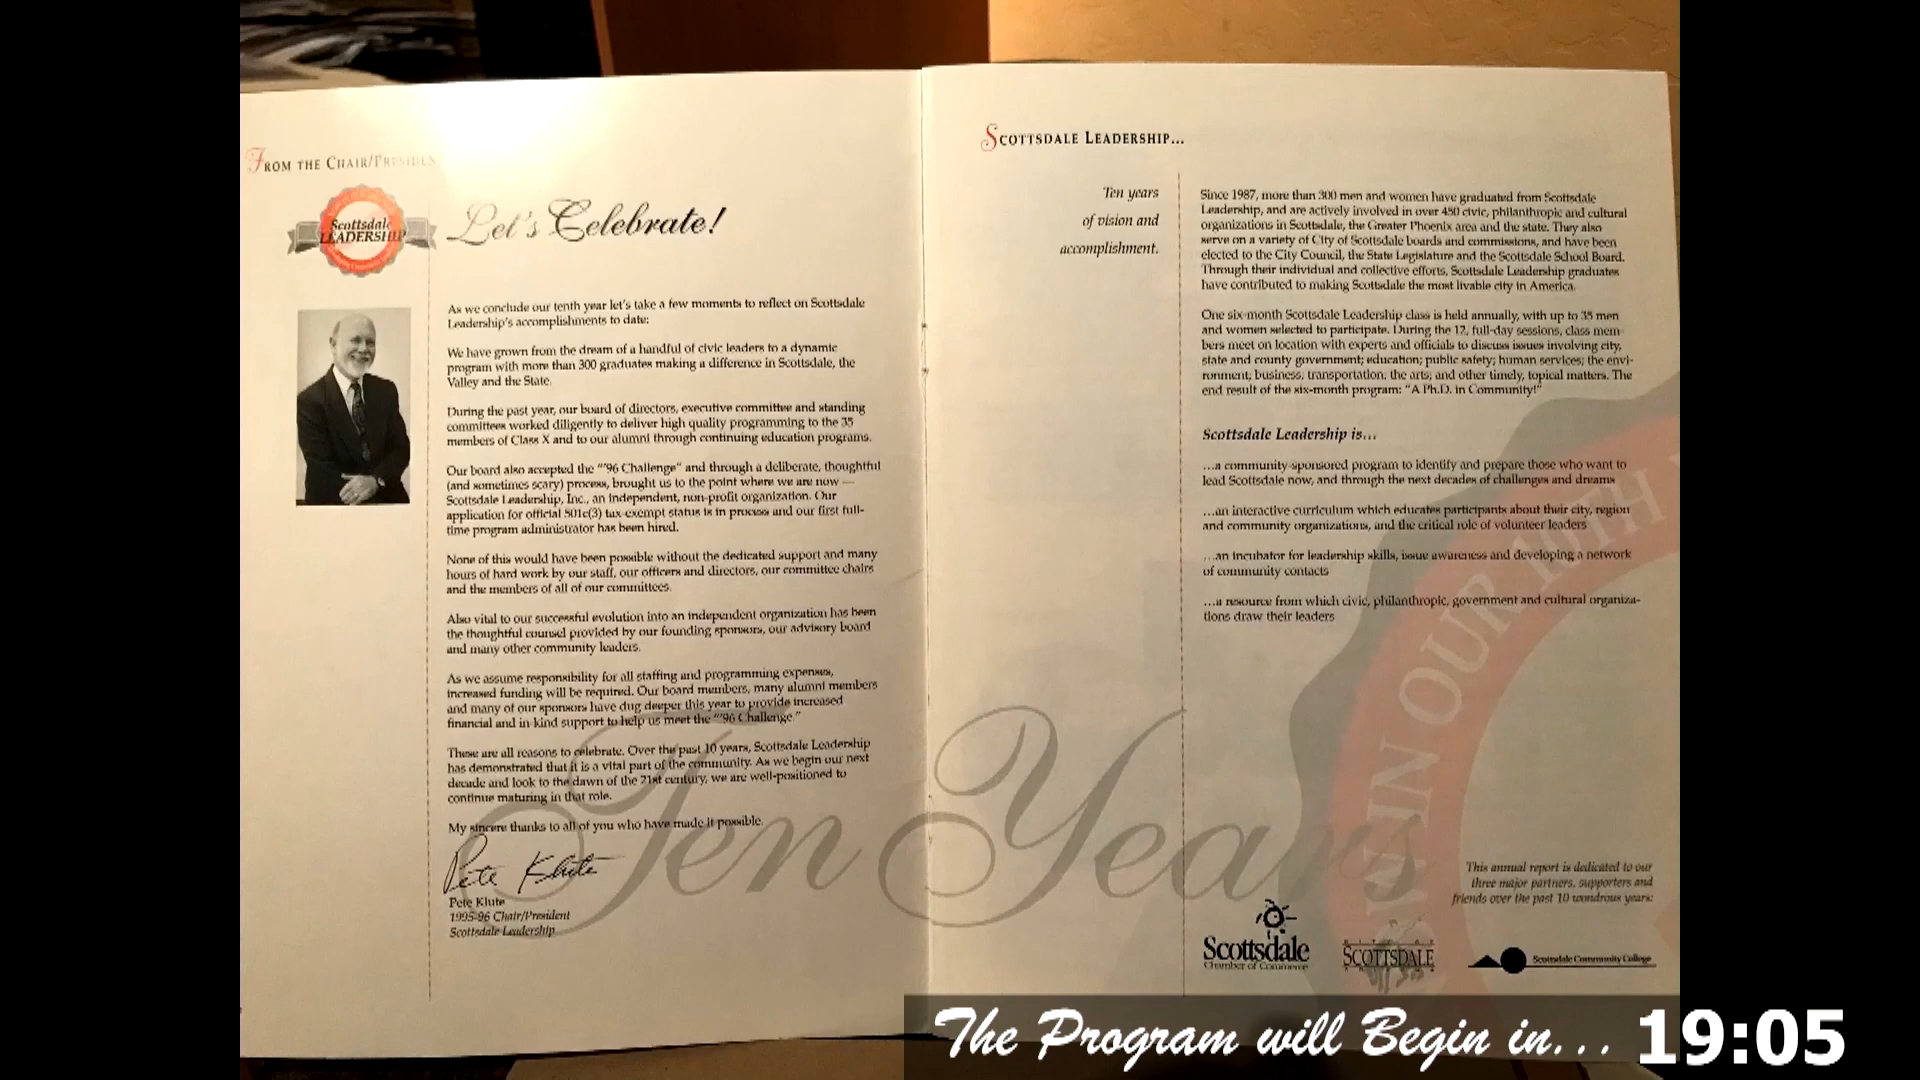 FROM THE CHAIR/PRESIDEN
Scottsdale
LEADERSHIP
Let's Celebrate!
As we conclude our tenth year let's take a few moments to reflect on Scottsdale
Leadership's accomplishments to date:
We have grown from the dream of a handful of civic leaders to a dynamic
program with more than 300 graduates making a difference in Scottsdale, the
Valley and the State.
During the past year, our board of directors, executive committee and standing
committees worked diligently to deliver high quality programming to the 35
members of Class X and to our alumni through continuing education programs.
Our board also accepted the "'96 Challenge" and through a deliberate, thoughtful
(and sometimes scary) process, brought us to the point where we are now —
Scottsdale Leadership, Inc., an independent, non-profit organization. Our
application for official 501c(3) tax-exempt status is in process and our first full-
time program administrator has been hired.
None of this would have been possible without the dedicated support and many
hours of hard work by our staff, our officers and directors, our committee chairs
and the members of all of our committees.
Also vital to our successful evolution into an independent organization has been
the thoughtful counsel provided by our founding sponsors, our advisory board
and many other community leaders.
As we assume responsibility for all staffing and programming expenses,
increased funding will be required. Our board members, many alumni members
and many of our sponsors have dug deeper this year to provide increased
financial and in-kind support to help us meet the "'96 Challenge."
These are all reasons to celebrate. Over the past 10 years, Scottsdale Leadership
has demonstrated that it is a vital part of the community. As we begin our next
decade and look to the dawn of the 21st century, we are well-positioned to
continue maturing in that role.
My sincere thanks to all of you who have made it possible.
Pete Klute
Pete Klute
1995-96 Chair/President
Scottsdale Leadership
Ten Years
SCOTTSDALE LEADERSHIP...
Ten years
of vision and
accomplishment.
Since 1987, more than 300 men and women have graduated from Scottsdale
Leadership, and are actively involved in over 450 civic, philanthropic and cultural
organizations in Scottsdale, the Greater Phoenix area and the state. They also
serve on a variety of City of Scottsdale boards and commissions, and have been
elected to the City Council, the State Legislature and the Scottsdale School Board.
Through their individual and collective efforts, Scottsdale Leadership graduates
have contributed to making Scottsdale the most livable city in America.
One six-month Scottsdale Leadership class is held annually, with up to 35 men
and women selected to participate. During the 12, full-day sessions, class mem-
bers meet on location with experts and officials to discuss issues involving city,
state and county government; education; public safety; human services; the envi-
ronment; business; transportation; the arts; and other timely, topical matters. The
end result of the six-month program: "A Ph.D. in Community!"
Scottsdale Leadership is...
...a community-sponsored program to identify and prepare those who want to
lead Scottsdale now, and through the next decades of challenges and dreams
...an interactive curriculum which educates participants about their city, region
and community organizations, and the critical role of volunteer leaders
...an incubator for leadership skills, issue awareness and developing a network
of community contacts
...a resource from which civic, philanthropic, government and cultural organiza-
tions draw their leaders
IN OUR 10TH
This annual report is dedicated to our
three major partners, supporters and
friends over the past 10 wondrous years:
Scottsdale
Chamber of Commerce
SCOTTSDALE
Scottsdale Community College
The Program will Begin in... 19:05